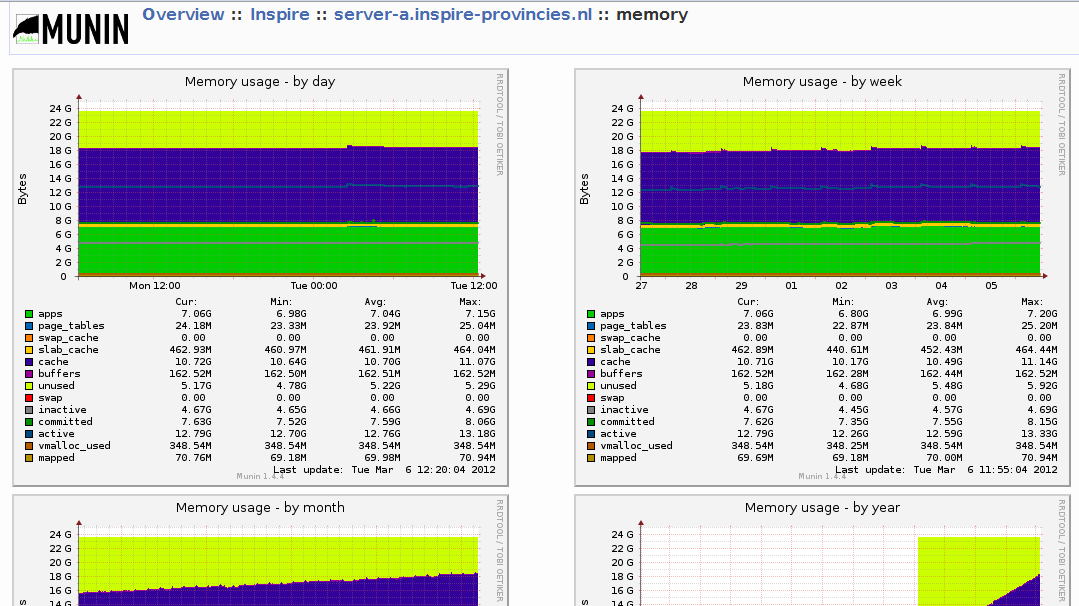 MUNIN
Overview :: Inspire :: server-a.inspire-provincies.nl :: memory
Memory usage - by day
RRDTOOL / TOBI OETIKER
Bytes
24 G
22 G
20 G
18 G
16 G
14 G
12 G
10 G
8 G
6 G
4 G
2 G
0
Mon 12:00 Tue 00:00 Tue 12:00
Cur: Min: Avg: Max:
apps 7.06G 6.98G 7.04G 7.15G
page_tables 24.18M 23.33M 23.92M 25.04M
swap_cache 0.00 0.00 0.00 0.00
slab_cache 462.93M 460.97M 461.91M 464.04M
cache 10.72G 10.64G 10.70G 11.07G
buffers 162.52M 162.50M 162.51M 162.52M
unused 5.17G 4.78G 5.22G 5.29G
swap 0.00 0.00 0.00 0.00
inactive 4.67G 4.65G 4.66G 4.69G
committed 7.63G 7.52G 7.59G 8.06G
active 12.79G 12.70G 12.76G 13.18G
vmalloc_used 348.54M 348.54M 348.54M 348.54M
mapped 70.76M 69.18M 69.98M 70.94M
Last update: Tue Mar 6 12:20:04 2012
Munin 1.4.4
Memory usage - by week
RRDTOOL / TOBI OETIKER
Bytes
24 G
22 G
20 G
18 G
16 G
14 G
12 G
10 G
8 G
6 G
4 G
2 G
0
27 28 29 01 02 03 04 05
Cur: Min: Avg: Max:
apps 7.06G 6.80G 6.99G 7.20G
page_tables 23.83M 22.87M 23.84M 25.20M
swap_cache 0.00 0.00 0.00 0.00
slab_cache 462.89M 440.61M 452.43M 464.44M
cache 10.71G 10.17G 10.49G 11.14G
buffers 162.52M 162.28M 162.44M 162.52M
unused 5.18G 4.68G 5.48G 5.92G
swap 0.00 0.00 0.00 0.00
inactive 4.67G 4.45G 4.57G 4.69G
committed 7.62G 7.35G 7.55G 8.15G
active 12.79G 12.26G 12.59G 13.33G
vmalloc_used 348.54M 348.25M 348.54M 348.54M
mapped 69.69M 69.18M 70.00M 70.94M
Last update: Tue Mar 6 11:55:04 2012
Munin 1.4.4
Memory usage - by month
RRDTOOL / TOBI OETIKER
24 G
22 G
20 G
18 G
16 G
14 G
Memory usage - by year
RRDTOOL / TOBI OETIKER
24 G
22 G
20 G
18 G
16 G
14 G